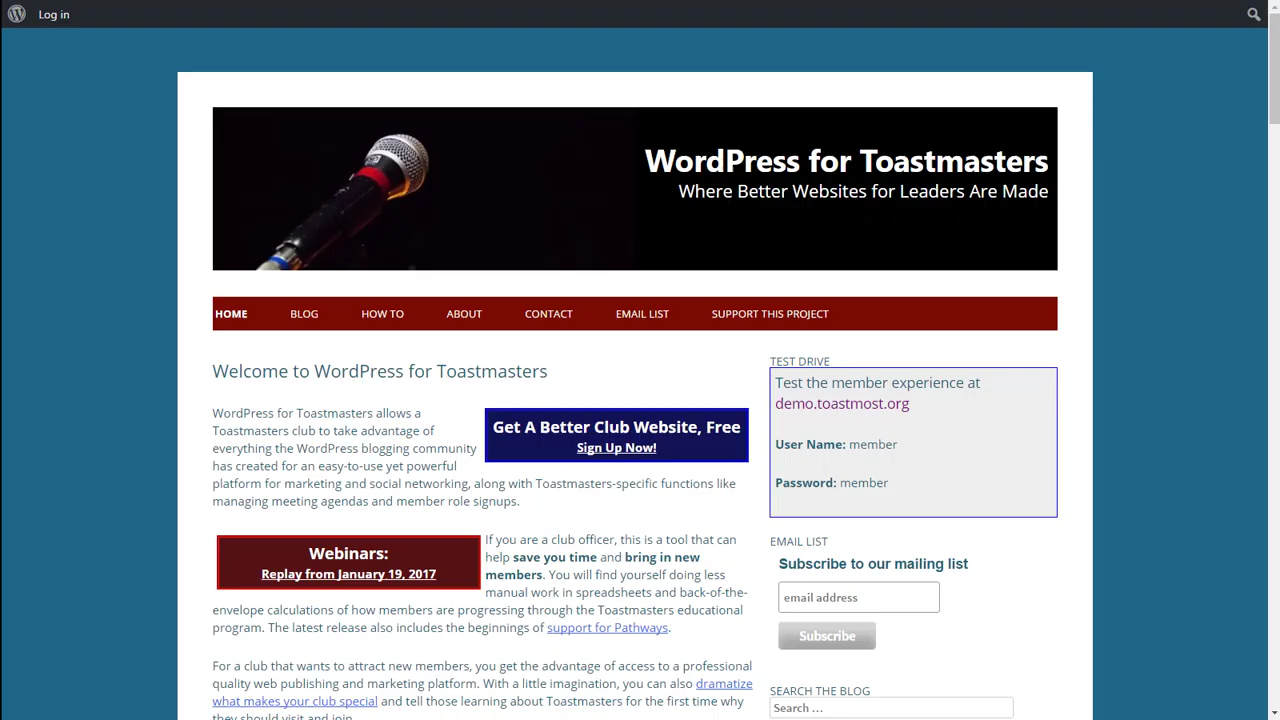 Log in
WordPress for Toastmasters
Where Better Websites for Leaders Are Made
HOME BLOG HOW TO ABOUT CONTACT EMAIL LIST SUPPORT THIS PROJECT
Welcome to WordPress for Toastmasters
WordPress for Toastmasters allows a
Toastmasters club to take advantage of
everything the WordPress blogging community
has created for an easy-to-use yet powerful
platform for marketing and social networking, along with Toastmasters-specific functions like
managing meeting agendas and member role signups.
Get A Better Club Website, Free
Sign Up Now!
Webinars:
Replay from January 19, 2017
If you are a club officer, this is a tool that can
help save you time and bring in new
members. You will find yourself doing less
manual work in spreadsheets and back-of-the-
envelope calculations of how members are progressing through the Toastmasters educational
program. The latest release also includes the beginnings of support for Pathways.
For a club that wants to attract new members, you get the advantage of access to a professional
quality web publishing and marketing platform. With a little imagination, you can also dramatize
what makes your club special and tell those learning about Toastmasters for the first time why
they should visit and join.
TEST DRIVE
Test the member experience at
demo.toastmost.org
User Name: member
Password: member
EMAIL LIST
Subscribe to our mailing list
email address
Subscribe
SEARCH THE BLOG
Search …